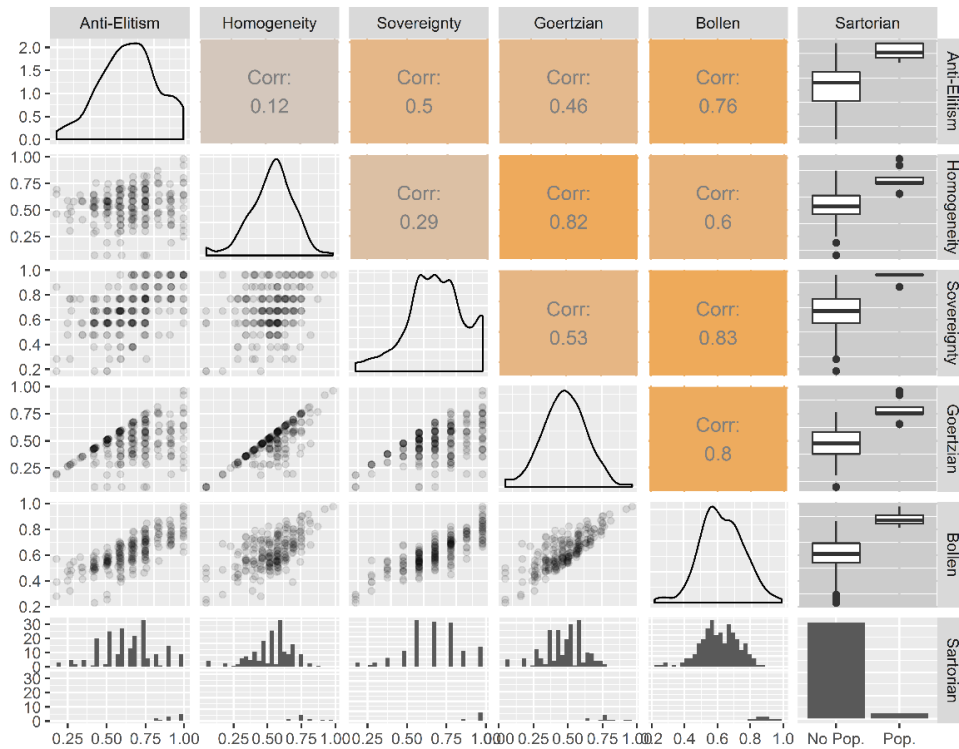 Anti-Elitism Homogeneity Sovereignty Goertzian Bollen Sartorian
2.0
1.5
1.0
0.5
0.0
Corr: 0.12
Corr: 0.5
Corr: 0.46
Corr: 0.76
Anti-Elitism
1.00
0.75
0.50
0.25
Corr: 0.29
Corr: 0.82
Corr: 0.6
Homogeneity
1.0
0.8
0.6
0.4
0.2
Corr: 0.53
Corr: 0.83
Sovereignty
1.00
0.75
0.50
0.25
Corr: 0.8
Goertzian
1.0
0.8
0.6
0.4
0.2
Bollen
30
20
10
0
30
20
10
0
Sartorian
0.25 0.50 0.75 1.00 0.25 0.50 0.75 1.00 0.2 0.4 0.6 0.8 1.0 0.25 0.50 0.75 1.00 0.2 0.4 0.6 0.8 1.0 No Pop. Pop.